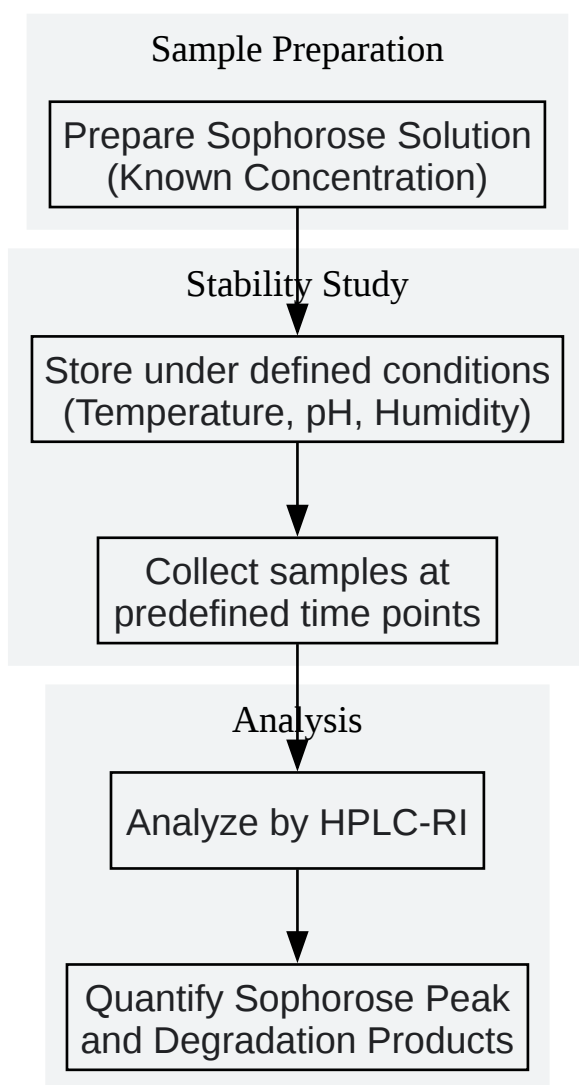 Sample Preparation
Prepare Sophorose Solution
(Known Concentration)
Stability Study
Store under defined conditions
(Temperature, pH, Humidity)
Collect samples at
predefined time points
Analysis
Analyze by HPLC-RI
Quantify Sophorose Peak
and Degradation Products